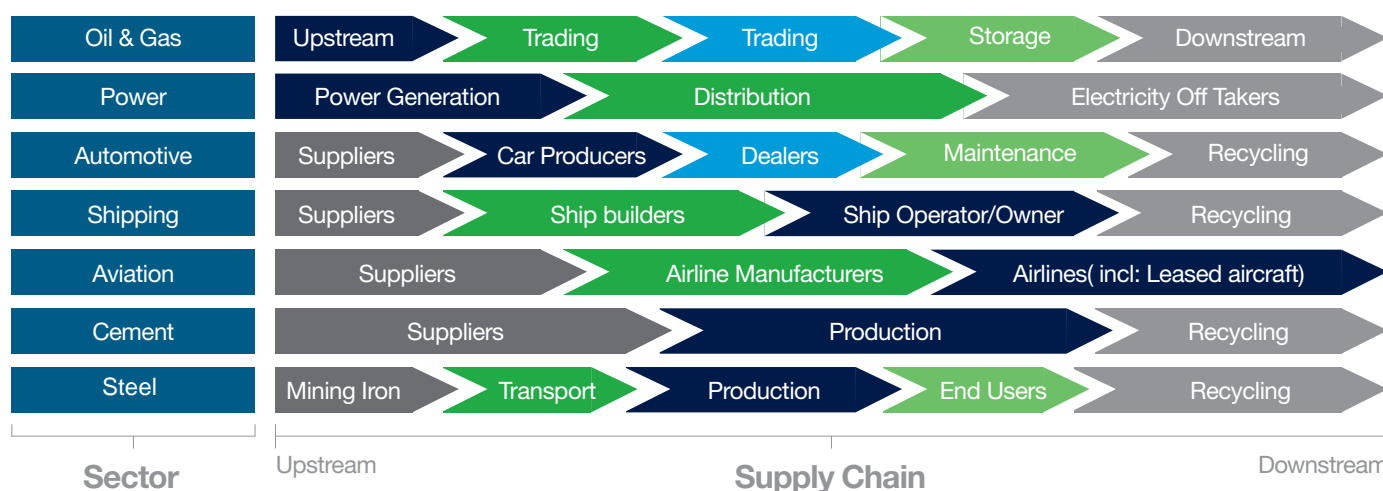 Oil & Gas Upstream Trading Trading Storage Downstream
Power Power Generation Distribution Electricity Off Takers
Automotive Suppliers Car Producers Dealers Maintenance Recycling
Shipping Suppliers Ship builders Ship Operator/Owner Recycling
Aviation Suppliers Airline Manufacturers Airlines( incl: Leased aircraft)
Cement Suppliers Production Recycling
Steel Mining Iron Transport Production End Users Recycling
Upstream Downstream
Sector Supply Chain